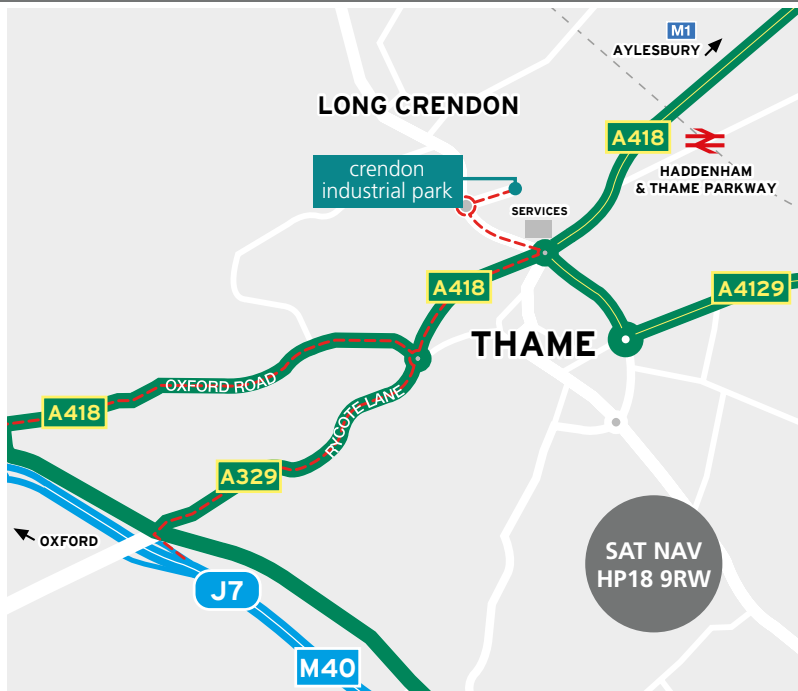 M1
AYLESBURY
LONG CRENDON
A418
HADDENHAM
& THAME PARKWAY
crendon
industrial park
SERVICES
A418
A4129
THAME
OXFORD ROAD
RYCOTE LANE
A418
A329
OXFORD
SAT NAV
HP18 9RW
J7
M40